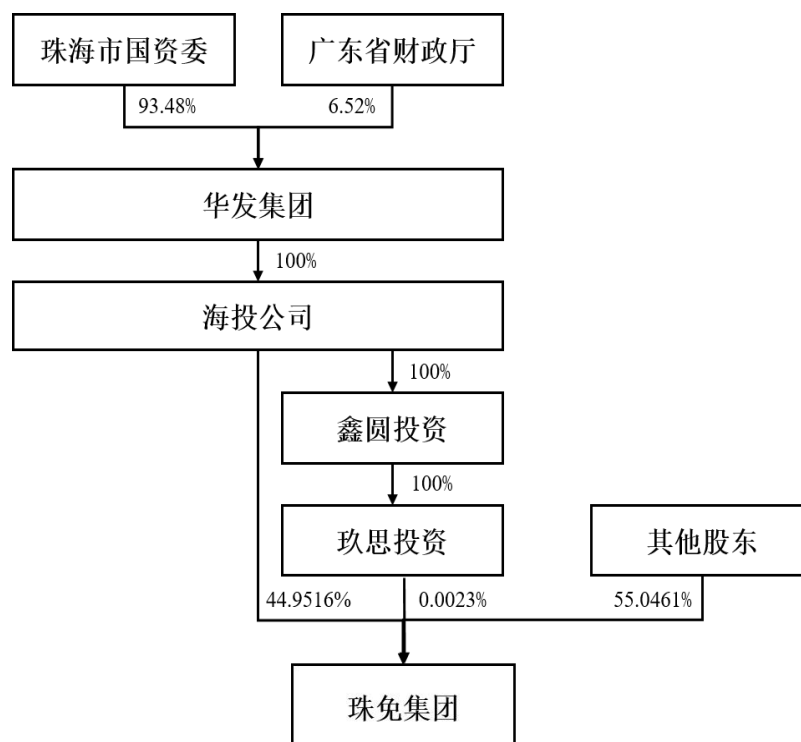 珠海市国资委
广东省财政厅
93.48%
6.52%
华发集团
100%
海投公司
100%
鑫圆投资
100%
玖思投资
其他股东
44.9516%
0.0023%
55.0461%
珠免集团